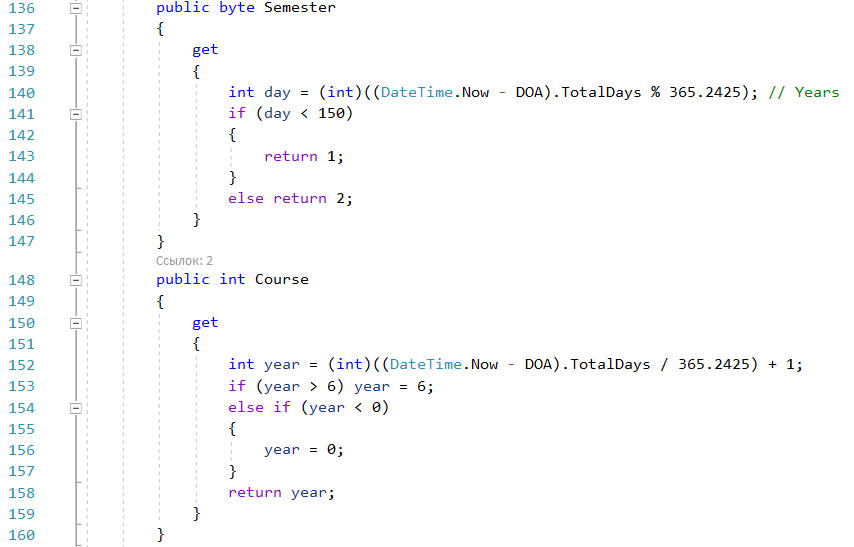 136 public byte Semester
137 {
138 get
139 {
140 int day = (int)((DateTime.Now - DOA).TotalDays % 365.2425); // Years
141 if (day < 150)
142 {
143 return 1;
144 }
145 else return 2;
146 }
147 }
Ссылок: 2
148 public int Course
149 {
150 get
151 {
152 int year = (int)((DateTime.Now - DOA).TotalDays / 365.2425) + 1;
153 if (year > 6) year = 6;
154 else if (year < 0)
155 {
156 year = 0;
157 }
158 return year;
159 }
160 }